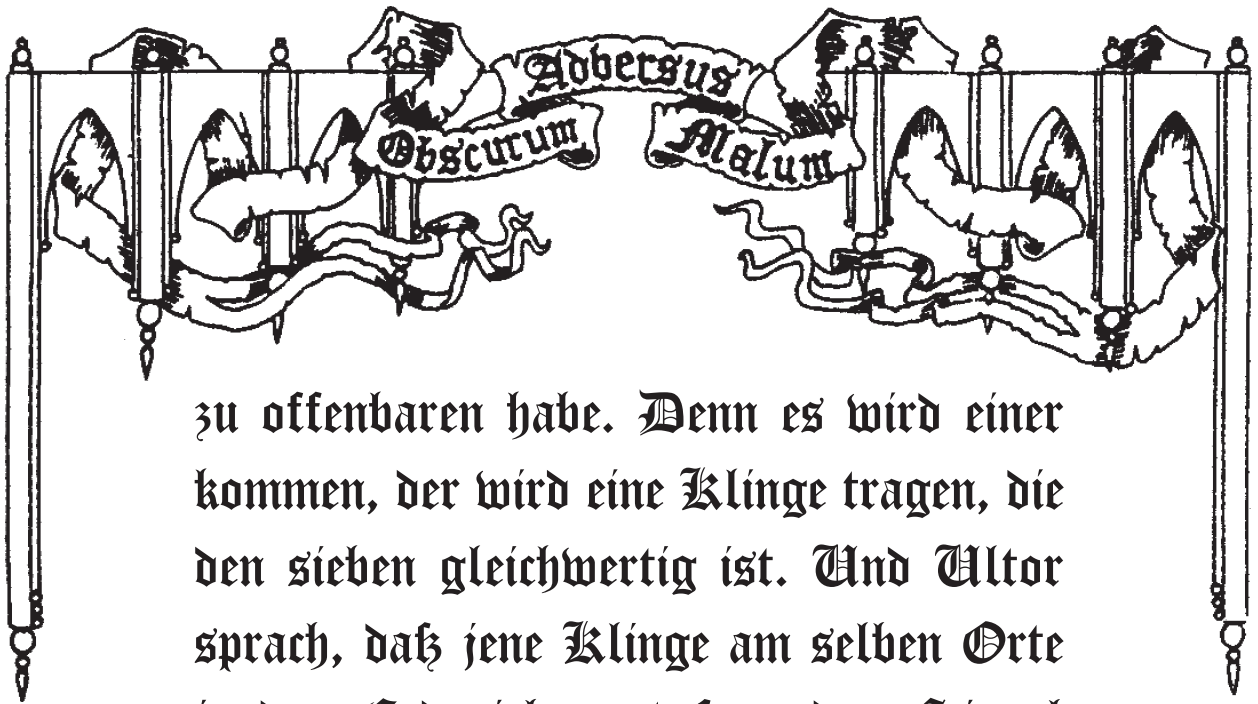 Adversus
Obscurum Malum
zu offenbaren habe. Denn es wird einer
kommen, der wird eine Klinge tragen, die
den sieben gleichwertig ist. Und Ultor
sprach, daß jene Klinge am selben Orte